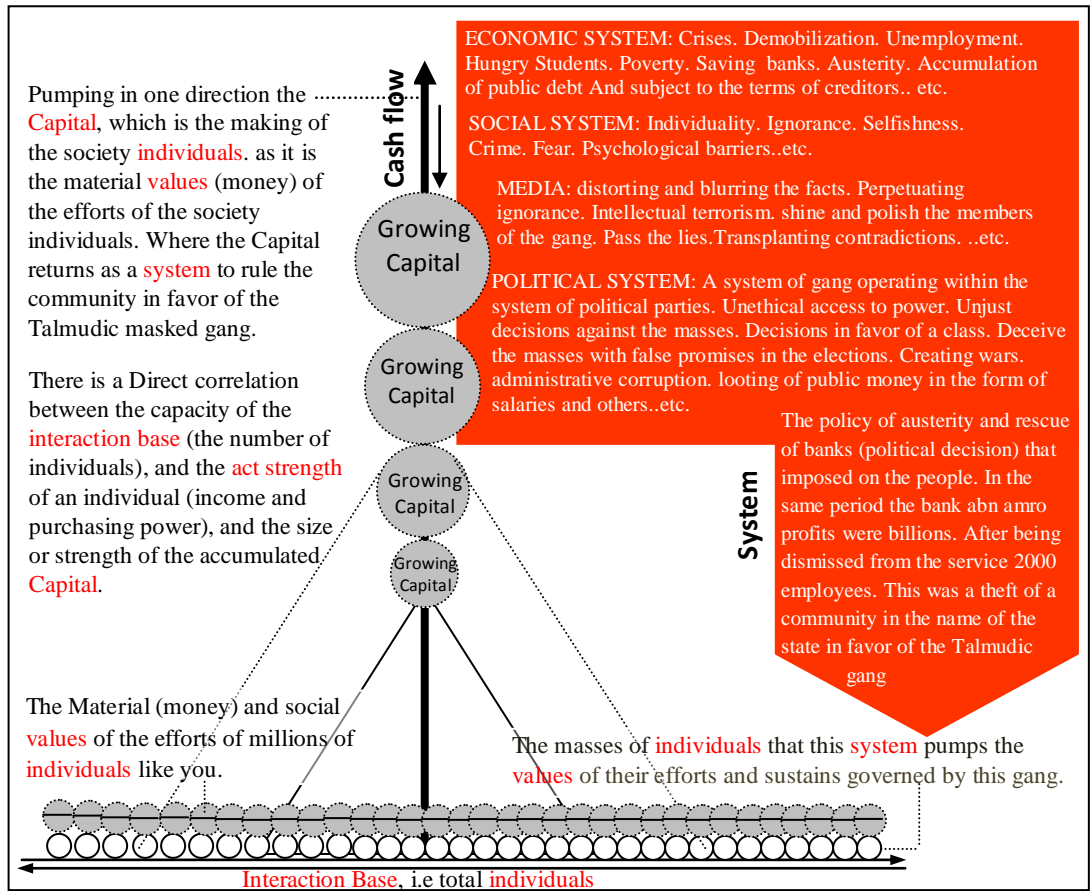 Pumping in one direction the
Capital, which is the making of
the society individuals. as it is
the material values (money) of
the efforts of the society
individuals. Where the Capital
returns as a system to rule the
community in favor of the
Talmudic masked gang.
There is a Direct correlation
between the capacity of the
interaction base (the number of
individuals), and the act strength
of an individual (income and
purchasing power), and the size
or strength of the accumulated
Capital.
Cash flow
Growing
Capital
Growing
Capital
Growing
Capital
Growing
Capital
ECONOMIC SYSTEM: Crises. Demobilization. Unemployment.
Hungry Students. Poverty. Saving banks. Austerity. Accumulation
of public debt And subject to the terms of creditors.. etc.
SOCIAL SYSTEM: Individuality. Ignorance. Selfishness.
Crime. Fear. Psychological barriers..etc.
MEDIA: distorting and blurring the facts. Perpetuating
ignorance. Intellectual terrorism. shine and polish the members
of the gang. Pass the lies.Transplanting contradictions. ..etc.
POLITICAL SYSTEM: A system of gang operating within the
system of political parties. Unethical access to power. Unjust
decisions against the masses. Decisions in favor of a class. Deceive
the masses with false promises in the elections. Creating wars.
administrative corruption. looting of public money in the form of
salaries and others..etc.
System
The policy of austerity and rescue
of banks (political decision) that
imposed on the people. In the
same period the bank abn amro
profits were billions. After being
dismissed from the service 2000
employees. This was a theft of a
community in the name of the
state in favor of the Talmudic
gang
The Material (money) and social
values of the efforts of millions of
individuals like you.
The masses of individuals that this system pumps the
values of their efforts and sustains governed by this gang.
Interaction Base, i.e total individuals